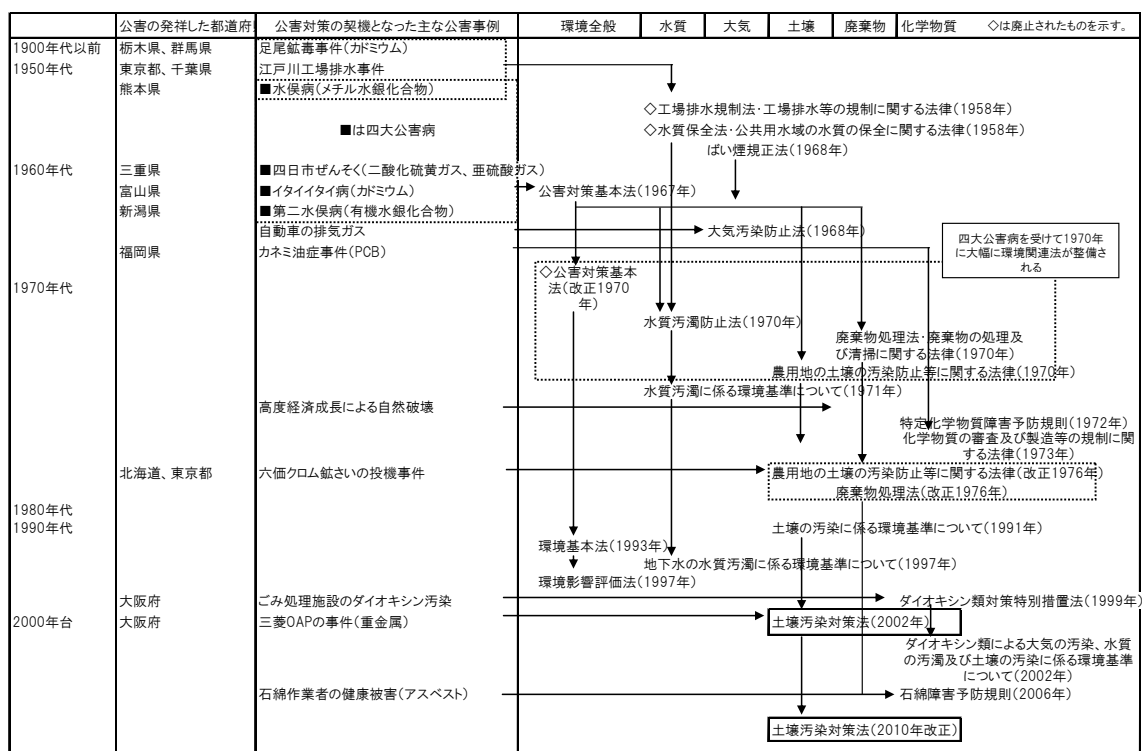 公害の発祥した都道府 公害対策の契機となった主な公害事例 環境全般 水質 大気 土壌 廃棄物 化学物質 ◇は廃止されたものを示す。
1900年代以前 栃木県、群馬県 足尾鉱毒事件(カドミウム)
1950年代 東京都、千葉県 江戸川工場排水事件
熊本県 ■水俣病(メチル水銀化合物)
◇工場排水規制法・工場排水等の規制に関する法律(1958年)
■は四大公害病 ◇水質保全法・公共用水域の水質の保全に関する法律(1958年)
ばい煙規正法(1968年)
1960年代 三重県 ■四日市ぜんそく(二酸化硫黄ガス、亜硫酸ガス)
富山県 ■イタイイタイ病(カドミウム) 公害対策基本法(1967年)
新潟県 ■第二水俣病(有機水銀化合物)
自動車の排気ガス 大気汚染防止法(1968年)
四大公害病を受けて1970年
に大幅に環境関連法が整備さ
れる
福岡県 カネミ油症事件(PCB)
◇公害対策基本
法(改正1970
年)
1970年代
水質汚濁防止法(1970年)
廃棄物処理法・廃棄物の処理及
び清掃に関する法律(1970年)
農用地の土壌の汚染防止等に関する法律(1970年)
水質汚濁に係る環境基準について(1971年)
高度経済成長による自然破壊
特定化学物質障害予防規則(1972年)
化学物質の審査及び製造等の規制に関
する法律(1973年)
北海道、東京都 六価クロム鉱さいの投機事件 農用地の土壌の汚染防止等に関する法律(改正1976年)
廃棄物処理法(改正1976年)
1980年代
1990年代 土壌の汚染に係る環境基準について(1991年)
環境基本法(1993年)
地下水の水質汚濁に係る環境基準について(1997年)
環境影響評価法(1997年)
大阪府 ごみ処理施設のダイオキシン汚染 ダイオキシン類対策特別措置法(1999年)
2000年台 大阪府 三菱OAPの事件(重金属) 土壌汚染対策法(2002年)
ダイオキシン類による大気の汚染、水質
の汚濁及び土壌の汚染に係る環境基準
について(2002年)
石綿作業者の健康被害(アスベスト) 石綿障害予防規則(2006年)
土壌汚染対策法(2010年改正)